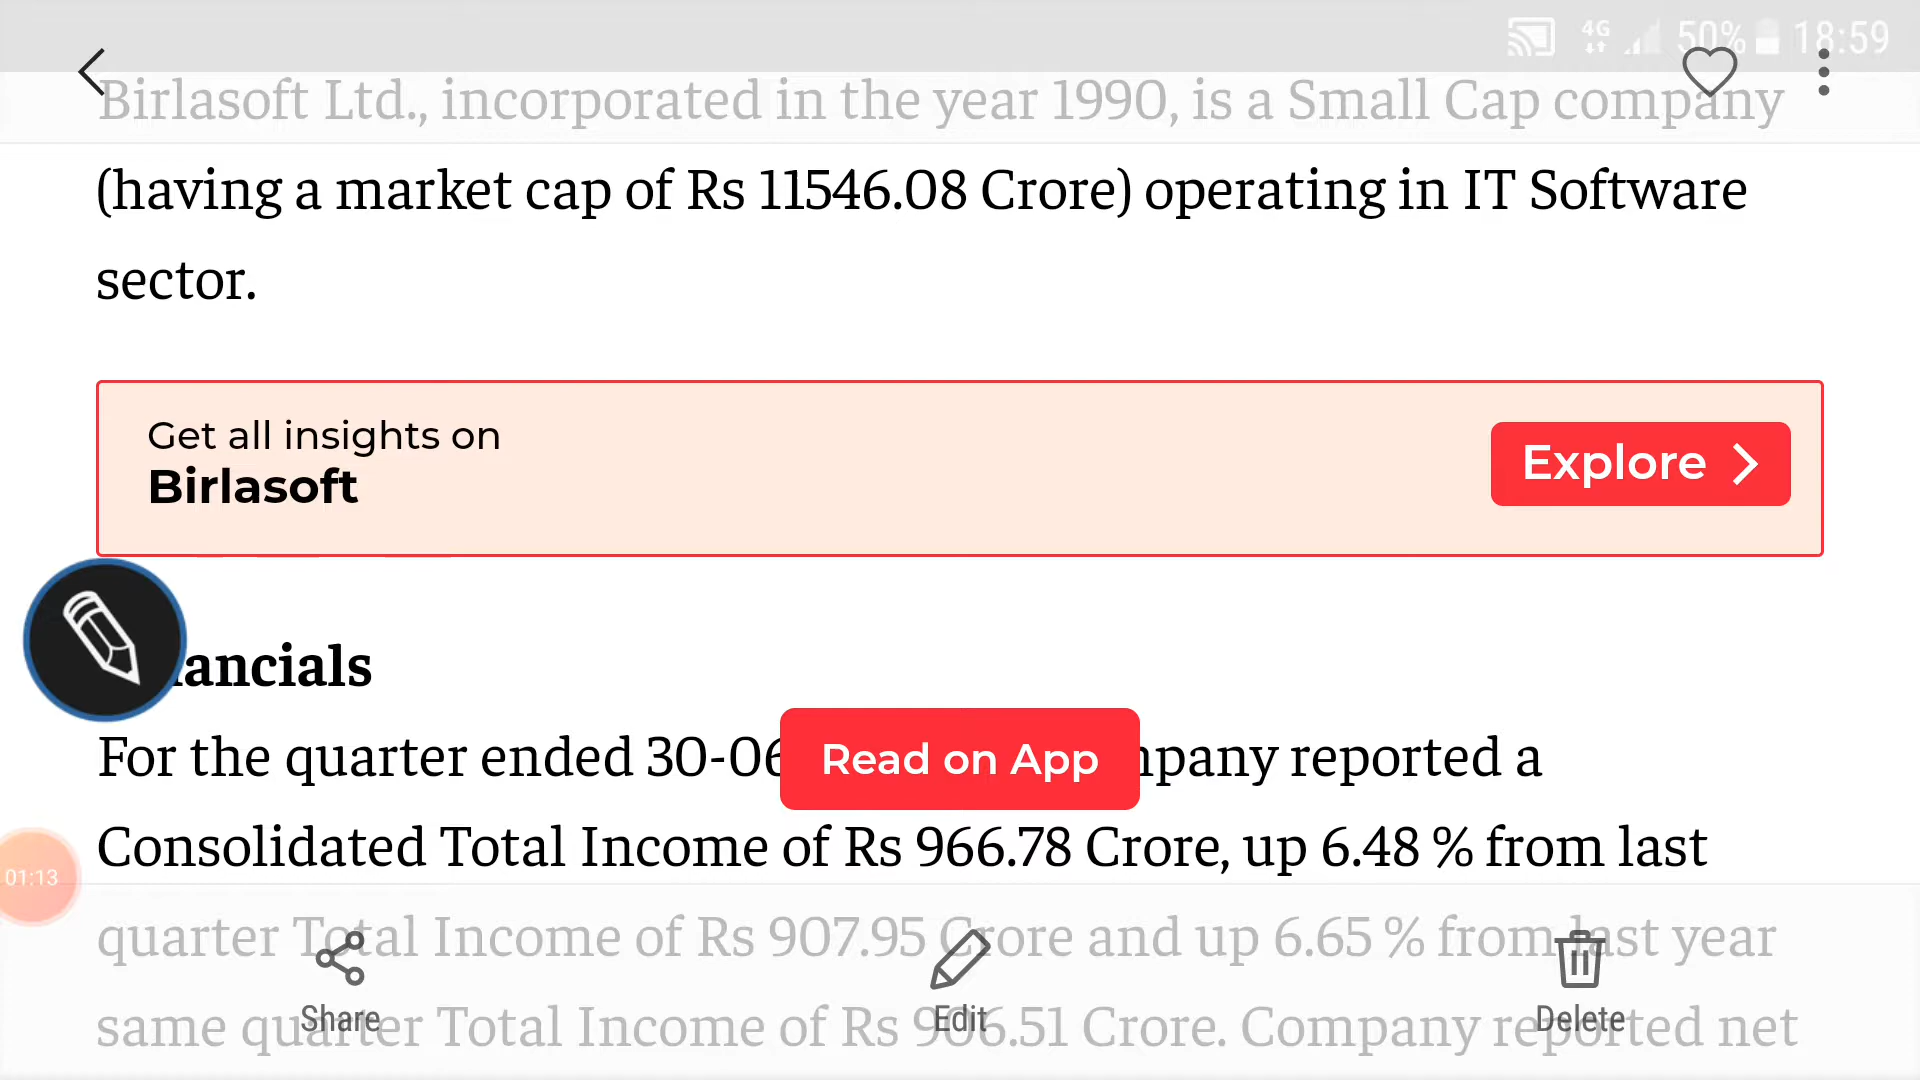 4G 50% 18:59
Birlasoft Ltd., incorporated in the year 1990, is a Small Cap company
(having a market cap of Rs 11546.08 Crore) operating in IT Software
sector.
Get all insights on
Birlasoft
Explore
ancials
For the quarter ended 30-06 mpany reported a
Read on App
Consolidated Total Income of Rs 966.78 Crore, up 6.48 % from last
01:13
quarter Total Income of Rs 907.95 Crore and up 6.65 % from last year
same quarter Total Income of Rs 906.51 Crore. Company reported net
Share Edit Delete